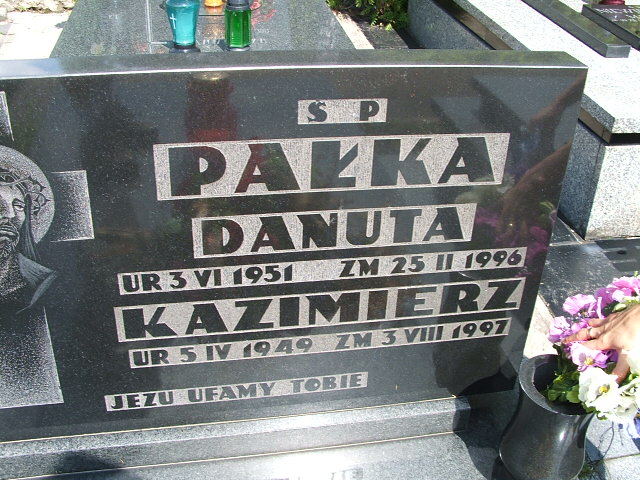 Ś P
PAŁKA
DANUTA
UR 3 VI 1951 ZM 25 II 1996
KAZIMIERZ
UR 5 IV 1949 ZM 3 VIII 1997
JEZU UFAMY TOBIE